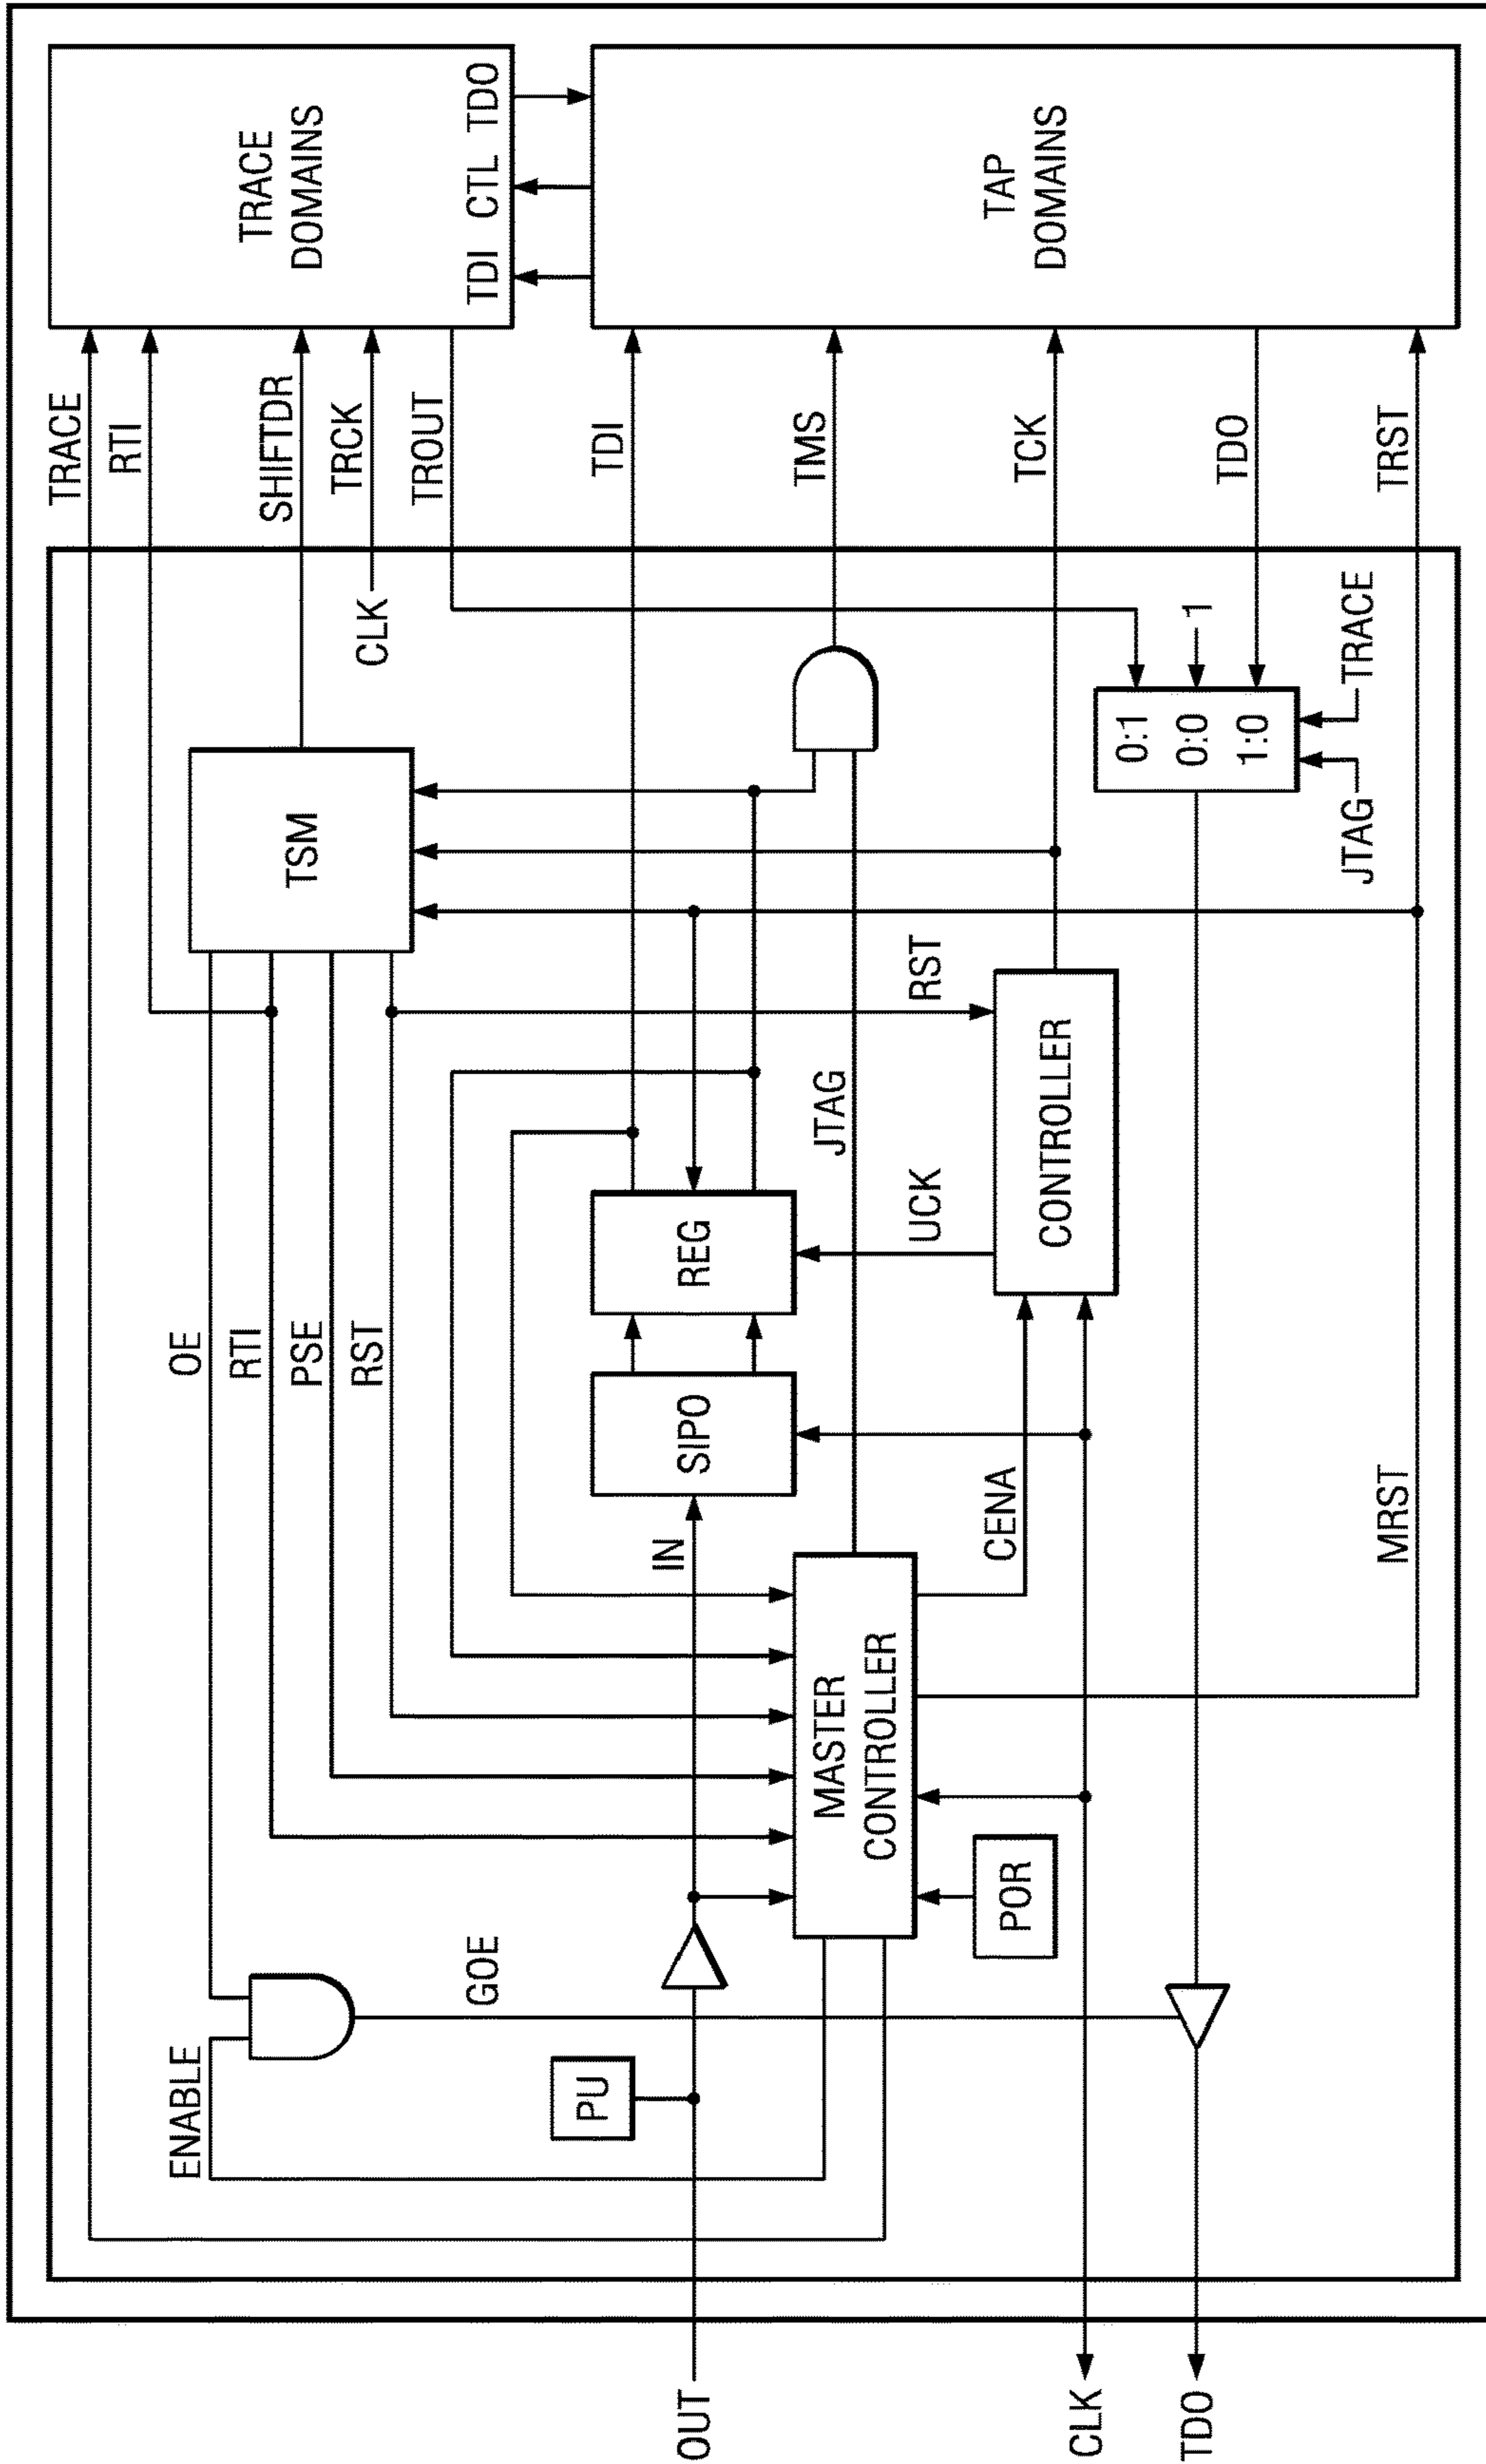 TRACE
DOMAINS
TDI CTL TDO
TAP
DOMAINS
TRACE
RTI
SHIFTDR
TRCK
TROUT
TDI
TMS
TCK
TDO
TRST
CLK
TSM
0:1
0:0
1:0
1
JTAG
TRACE
OE
RTI
PSE
RST
RST
REG
SIPO
IN
JTAG
UCK
CONTROLLER
CENA
MRST
MASTER
CONTROLLER
POR
GOE
ENABLE
PU
OUT
CLK
TDO